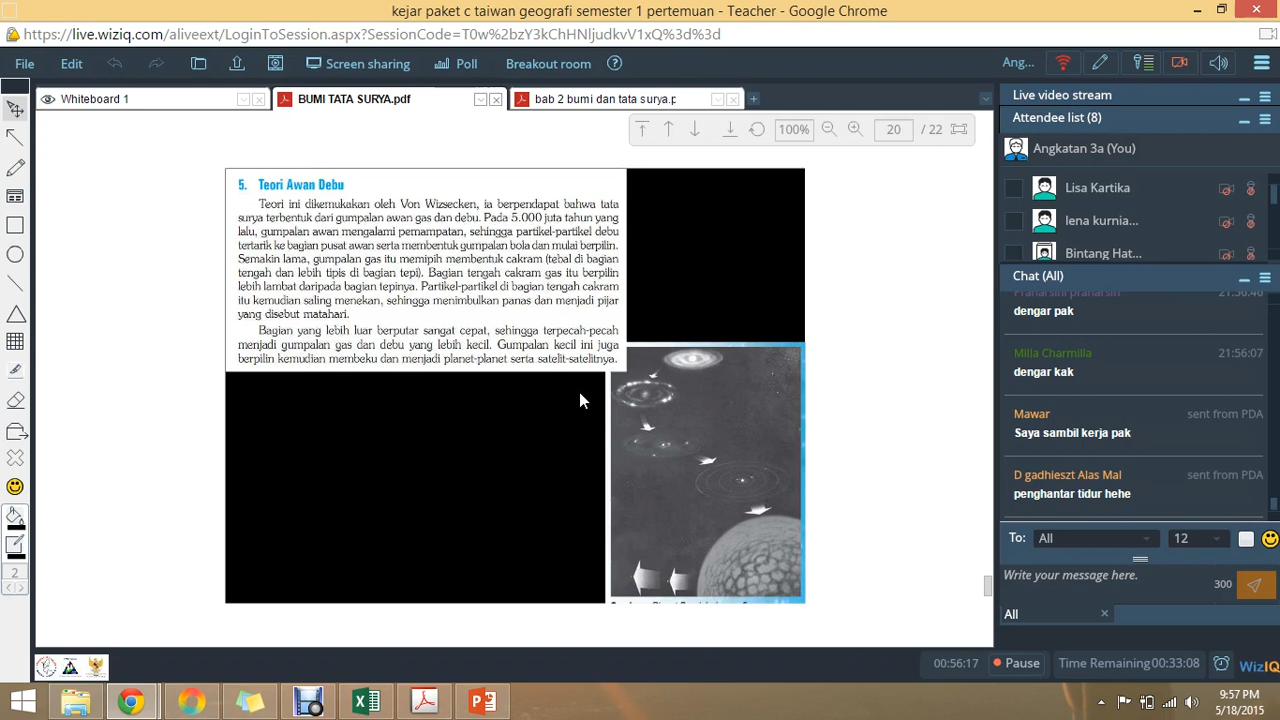 kejar paket c taiwan geografi semester 1 pertemuan - Teacher - Google Chrome
https://live.wiziq.com/aliveext/LoginToSession.aspx?SessionCode=T0w%2bzY3kChHNljudkvV1xQ%3d%3d
File Edit Screen sharing Poll Breakout room ? Ang...
Whiteboard 1 BUMI TATA SURYA.pdf bab 2 bumi dan tata surya.p
100% 20 / 22
5. Teori Awan Debu
Teori ini dikemukakan oleh Von Wizsecken, ia berpendapat bahwa tata
surya terbentuk dari gumpalan awan gas dan debu. Pada 5.000 juta tahun yang
lalu, gumpalan awan mengalami pemampatan, sehingga partikel-partikel debu
tertarik ke bagian pusat awan serta membentuk gumpalan bola dan mulai berpilin.
Semakin lama, gumpalan gas itu memipih membentuk cakram (tebal di bagian
tengah dan lebih tipis di bagian tepi). Bagian tengah cakram gas itu berpilin
lebih lambat daripada bagian tepinya. Partikel-partikel di bagian tengah cakram
itu kemudian saling menekan, sehingga menimbulkan panas dan menjadi pijar
yang disebut matahari.
Bagian yang lebih luar berputar sangat cepat, sehingga terpecah-pecah
menjadi gumpalan gas dan debu yang lebih kecil. Gumpalan kecil ini juga
berpilin kemudian membeku dan menjadi planet-planet serta satelit-satelitnya.
2
Live video stream
Attendee list (8)
Angkatan 3a (You)
Lisa Kartika
lena kurnia...
Bintang Hat...
Chat (All)
dengar pak
Milla Charmilla 21:56:07
dengar kak
Mawar sent from PDA
Saya sambil kerja pak
D gadhieszt Alas Mal sent from PDA
penghantar tidur hehe
To: All 12
Write your message here. 300
All
00:56:17 Pause Time Remaining 00:33:08 WizIQ
9:57 PM
5/18/2015